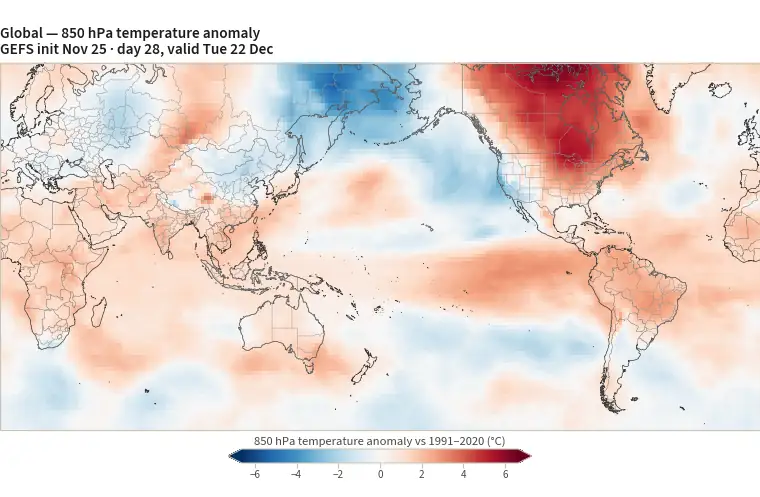 Global — 850 hPa temperature anomaly
GEFS init Nov 25 · day 28, valid Tue 22 Dec
850 hPa temperature anomaly vs 1991–2020 (°C)
−6 −4 −2 0 2 4 6